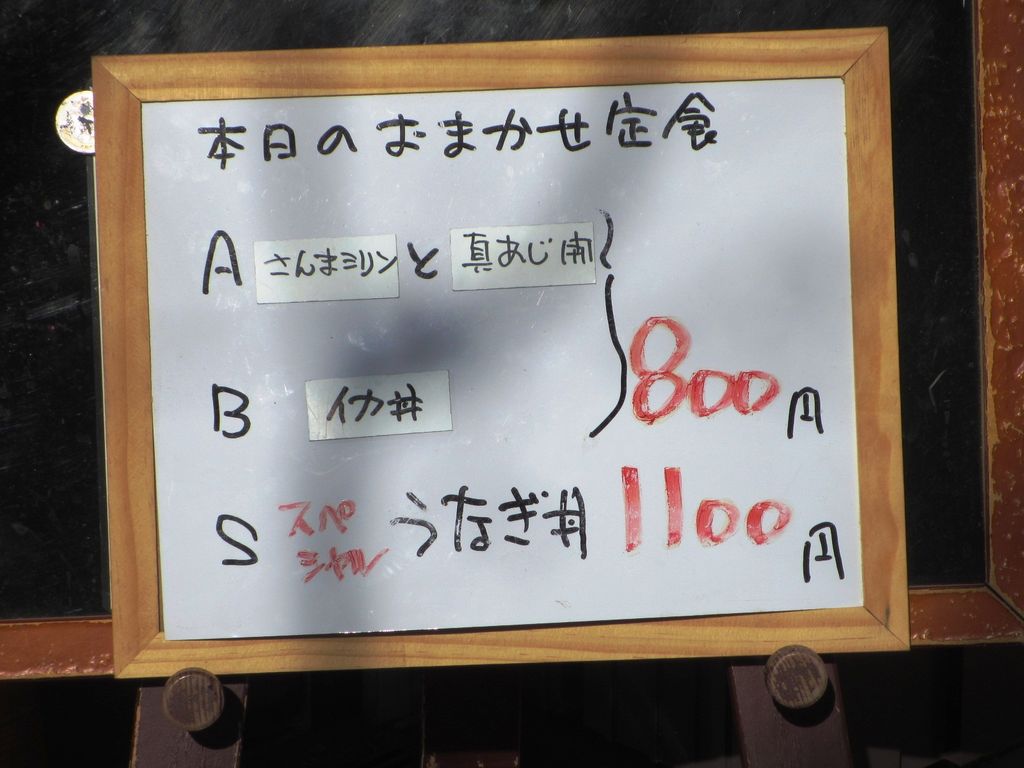 本日のおまかせ定食
A さんまミリンと真あじ開
B イカ丼
} 800円
S スペシャル うなぎ丼 1100円